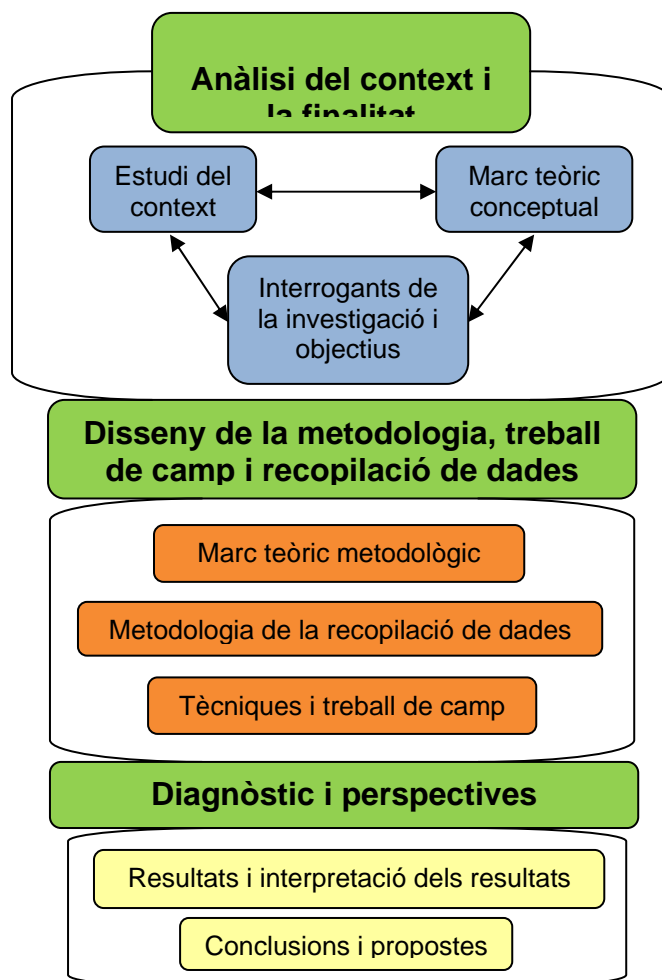 Anàlisi del context i
la finalitat
Estudi del
context
Marc teòric
conceptual
Interrogants de
la investigació i
objectius
Disseny de la metodologia, treball
de camp i recopilació de dades
Marc teòric metodològic
Metodologia de la recopilació de dades
Tècniques i treball de camp
Diagnòstic i perspectives
Resultats i interpretació dels resultats
Conclusions i propostes